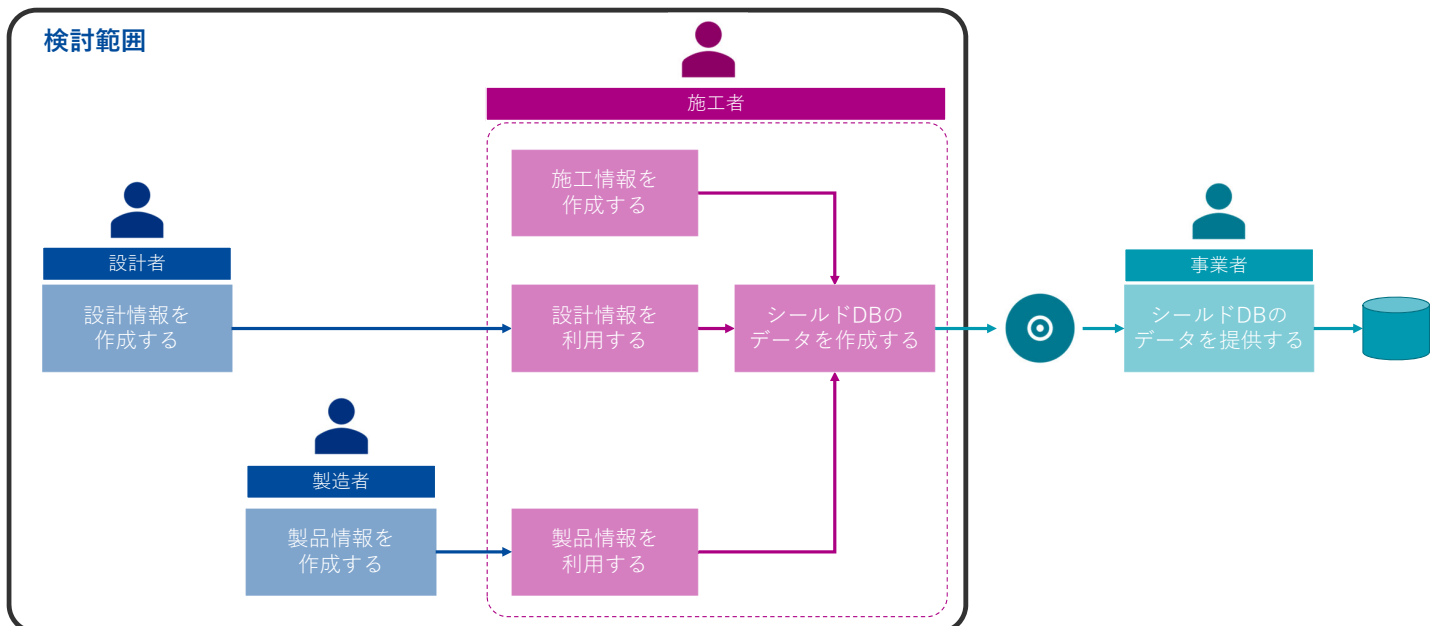 検討範囲
施工者
施工情報を
作成する
設計者
設計情報を
作成する
設計情報を
利用する
シールドDBの
データを作成する
事業者
シールドDBの
データを提供する
製造者
製品情報を
作成する
製品情報を
利用する